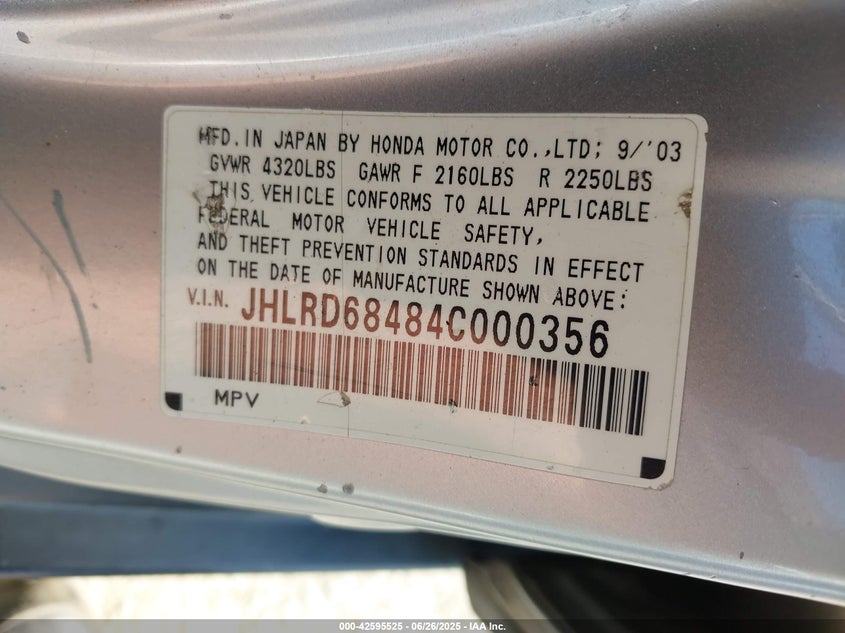 MFD.IN JAPAN BY HONDA MOTOR CO.,LTD; 9/'03
GVWR 4320LBS GAWR F 2160LBS R 2250LBS
THIS VEHICLE CONFORMS TO ALL APPLICABLE
FEDERAL MOTOR VEHICLE SAFETY,
AND THEFT PREVENTION STANDARDS IN EFFECT
ON THE DATE OF MANUFACTURE SHOWN ABOVE:
V.I.N. JHLRD68484C000356
MPV
000-42595525 | 06/26/2025 | IAA Inc.